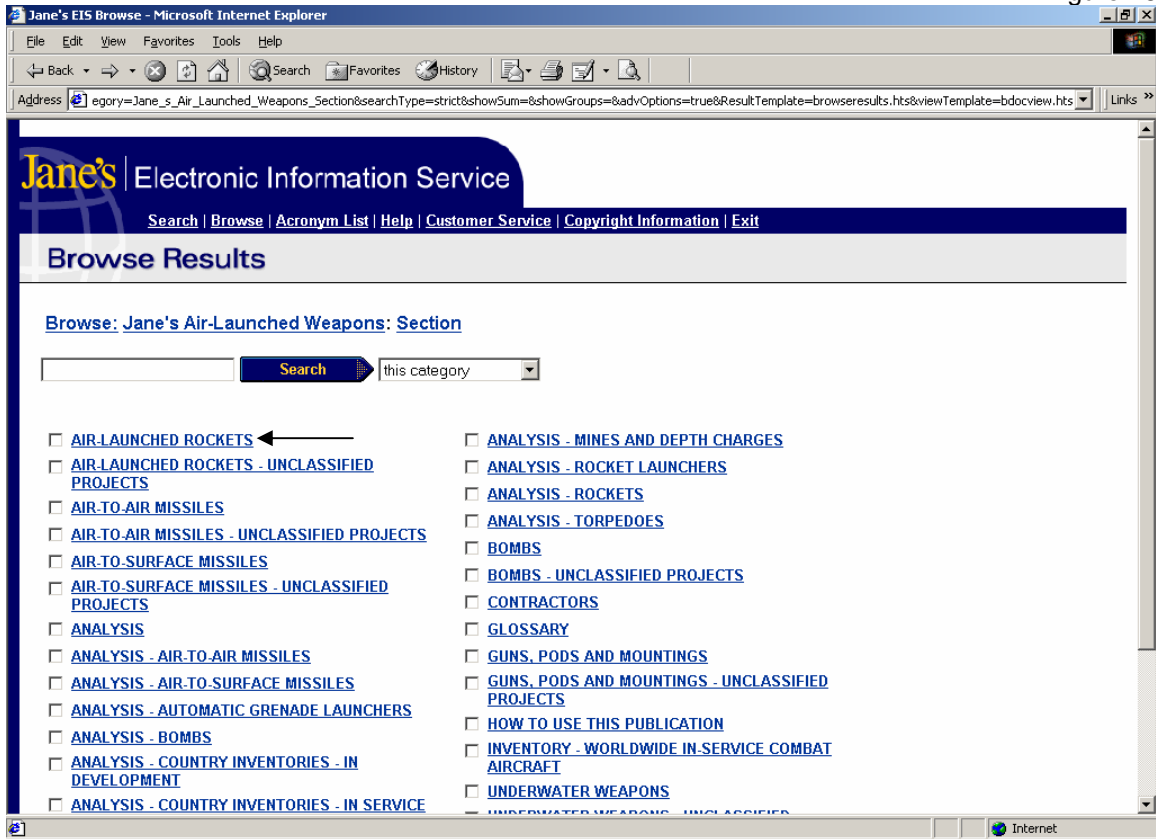 Jane's EIS Browse - Microsoft Internet Explorer
File Edit View Favorites Tools Help
Back Search Favorites History
Address egory=Jane_s_Air_Launched_Weapons_Section&searchType=strict&showSum=&showGroups=&advOptions=true&ResultTemplate=browseresults.hts&viewTemplate=bdocview.hts Links »
Jane's | Electronic Information Service
Search | Browse | Acronym List | Help | Customer Service | Copyright Information | Exit
Browse Results
Browse: Jane's Air-Launched Weapons: Section
Search this category
AIR-LAUNCHED ROCKETS
AIR-LAUNCHED ROCKETS - UNCLASSIFIED
PROJECTS
AIR-TO-AIR MISSILES
AIR-TO-AIR MISSILES - UNCLASSIFIED PROJECTS
AIR-TO-SURFACE MISSILES
AIR-TO-SURFACE MISSILES - UNCLASSIFIED
PROJECTS
ANALYSIS
ANALYSIS - AIR-TO-AIR MISSILES
ANALYSIS - AIR-TO-SURFACE MISSILES
ANALYSIS - AUTOMATIC GRENADE LAUNCHERS
ANALYSIS - BOMBS
ANALYSIS - COUNTRY INVENTORIES - IN
DEVELOPMENT
ANALYSIS - COUNTRY INVENTORIES - IN SERVICE
ANALYSIS - MINES AND DEPTH CHARGES
ANALYSIS - ROCKET LAUNCHERS
ANALYSIS - ROCKETS
ANALYSIS - TORPEDOES
BOMBS
BOMBS - UNCLASSIFIED PROJECTS
CONTRACTORS
GLOSSARY
GUNS, PODS AND MOUNTINGS
GUNS, PODS AND MOUNTINGS - UNCLASSIFIED
PROJECTS
HOW TO USE THIS PUBLICATION
INVENTORY - WORLDWIDE IN-SERVICE COMBAT
AIRCRAFT
UNDERWATER WEAPONS
UNDERWATER WEAPONS - UNCLASSIFIED
Internet